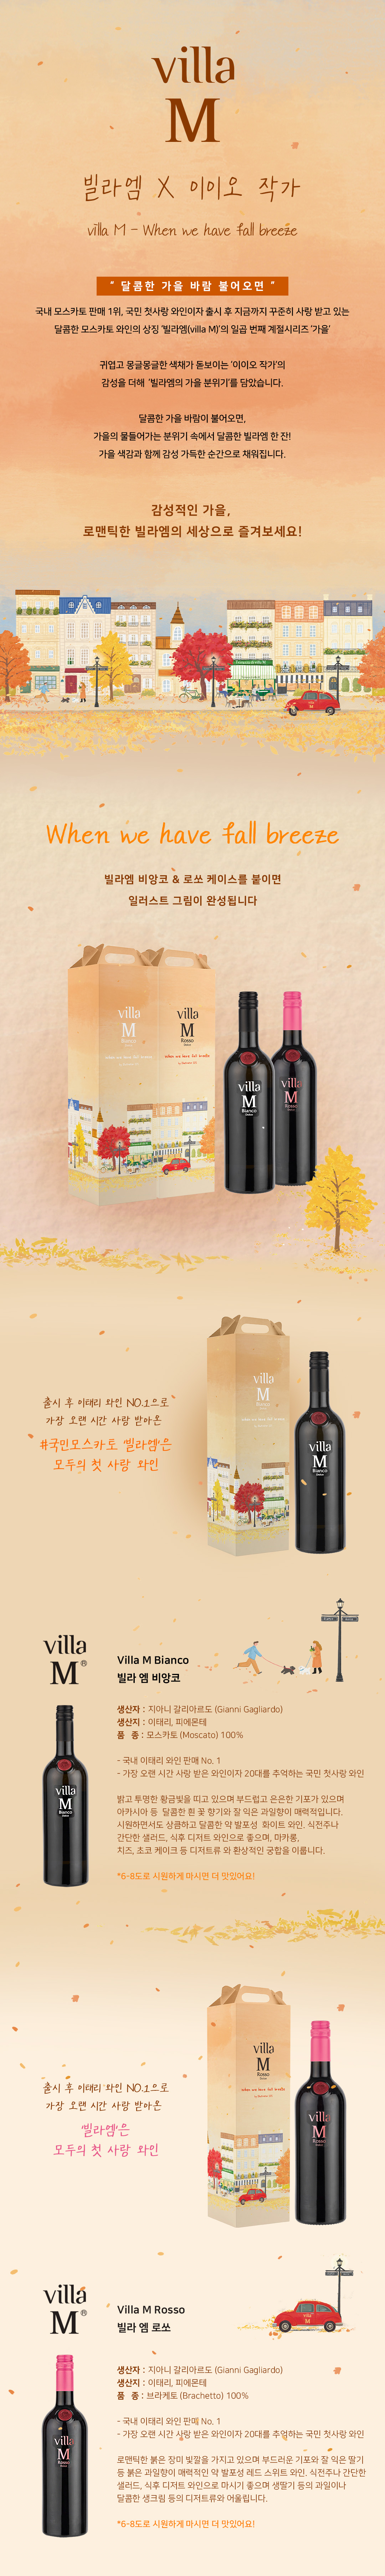 villa
M
빌라엠 X 이이오 작가
villa M - When we have fall breeze
" 달콤한 가을 바람 불어오면 "
국내 모스카토 판매 1위, 국민 첫사랑 와인이자 출시 후 지금까지 꾸준히 사랑 받고 있는
달콤한 모스카토 와인의 상징 '빌라엠(villa M)'의 일곱 번째 계절시리즈 '가을'
귀엽고 몽글몽글한 색채가 돋보이는 '이이오 작가'의
감성을 더해 '빌라엠의 가을 분위기'를 담았습니다.
달콤한 가을 바람이 불어오면,
가을의 물들어가는 분위기 속에서 달콤한 빌라엠 한 잔!
가을 색감과 함께 감성 가득한 순간으로 채워집니다.
감성적인 가을,
로맨틱한 빌라엠의 세상으로 즐겨보세요!
When we have fall breeze
빌라엠 비앙코 & 로쏘 케이스를 붙이면
일러스트 그림이 완성됩니다
villa
M
Bianco
villa
M
Rosso
Dolce
When we have fall breeze
When we have fall breeze
villa
M
Bianco
Dolce
villa
M
Rosso
출시 후 이태리 와인 NO.1으로
가장 오랜 시간 사랑 받아온
#국민모스카토 '빌라엠'은
모두의 첫 사랑 와인
villa
M
villa
M
Bianco
Dolce
villa
M®
Villa M Bianco
빌라 엠 비앙코
생산자 : 지아니 갈리아르도 (Gianni Gagliardo)
생산지 : 이태리, 피에몬테
품 종 : 모스카토 (Moscato) 100%
- 국내 이태리 와인 판매 No. 1
- 가장 오랜 시간 사랑 받은 와인이자 20대를 추억하는 국민 첫사랑 와인
밝고 투명한 황금빛을 띠고 있으며 부드럽고 은은한 기포가 있으며
아카시아 등 달콤한 흰 꽃 향기와 잘 익은 과일향이 매력적입니다.
시원하면서도 상큼하고 달콤한 약 발포성 화이트 와인. 식전주나
간단한 샐러드, 식후 디저트 와인으로 좋으며, 마카롱,
치즈, 초코 케이크 등 디저트류 와 환상적인 궁합을 이룹니다.
*6-8도로 시원하게 마시면 더 맛있어요!
villa
M
Bianco
Dolce
출시 후 이태리 와인 NO.1으로
가장 오랜 시간 사랑 받아온
'빌라엠'은
모두의 첫 사랑 와인
villa
M
Rosso
Dolce
When we have fall breeze
villa
M
Rosso
villa
M®
Villa M Rosso
빌라 엠 로쏘
생산자 : 지아니 갈리아르도 (Gianni Gagliardo)
생산지 : 이태리, 피에몬테
품 종 : 브라케토 (Brachetto) 100%
- 국내 이태리 와인 판매 No. 1
- 가장 오랜 시간 사랑 받은 와인이자 20대를 추억하는 국민 첫사랑 와인
로맨틱한 붉은 장미 빛깔을 가지고 있으며 부드러운 기포와 잘 익은 딸기
등 붉은 과일향이 매력적인 약 발포성 레드 스위트 와인. 식전주나 간단한
샐러드, 식후 디저트 와인으로 마시기 좋으며 생딸기 등의 과일이나
달콤한 생크림 등의 디저트류와 어울립니다.
*6-8도로 시원하게 마시면 더 맛있어요!
villa
M
Rosso